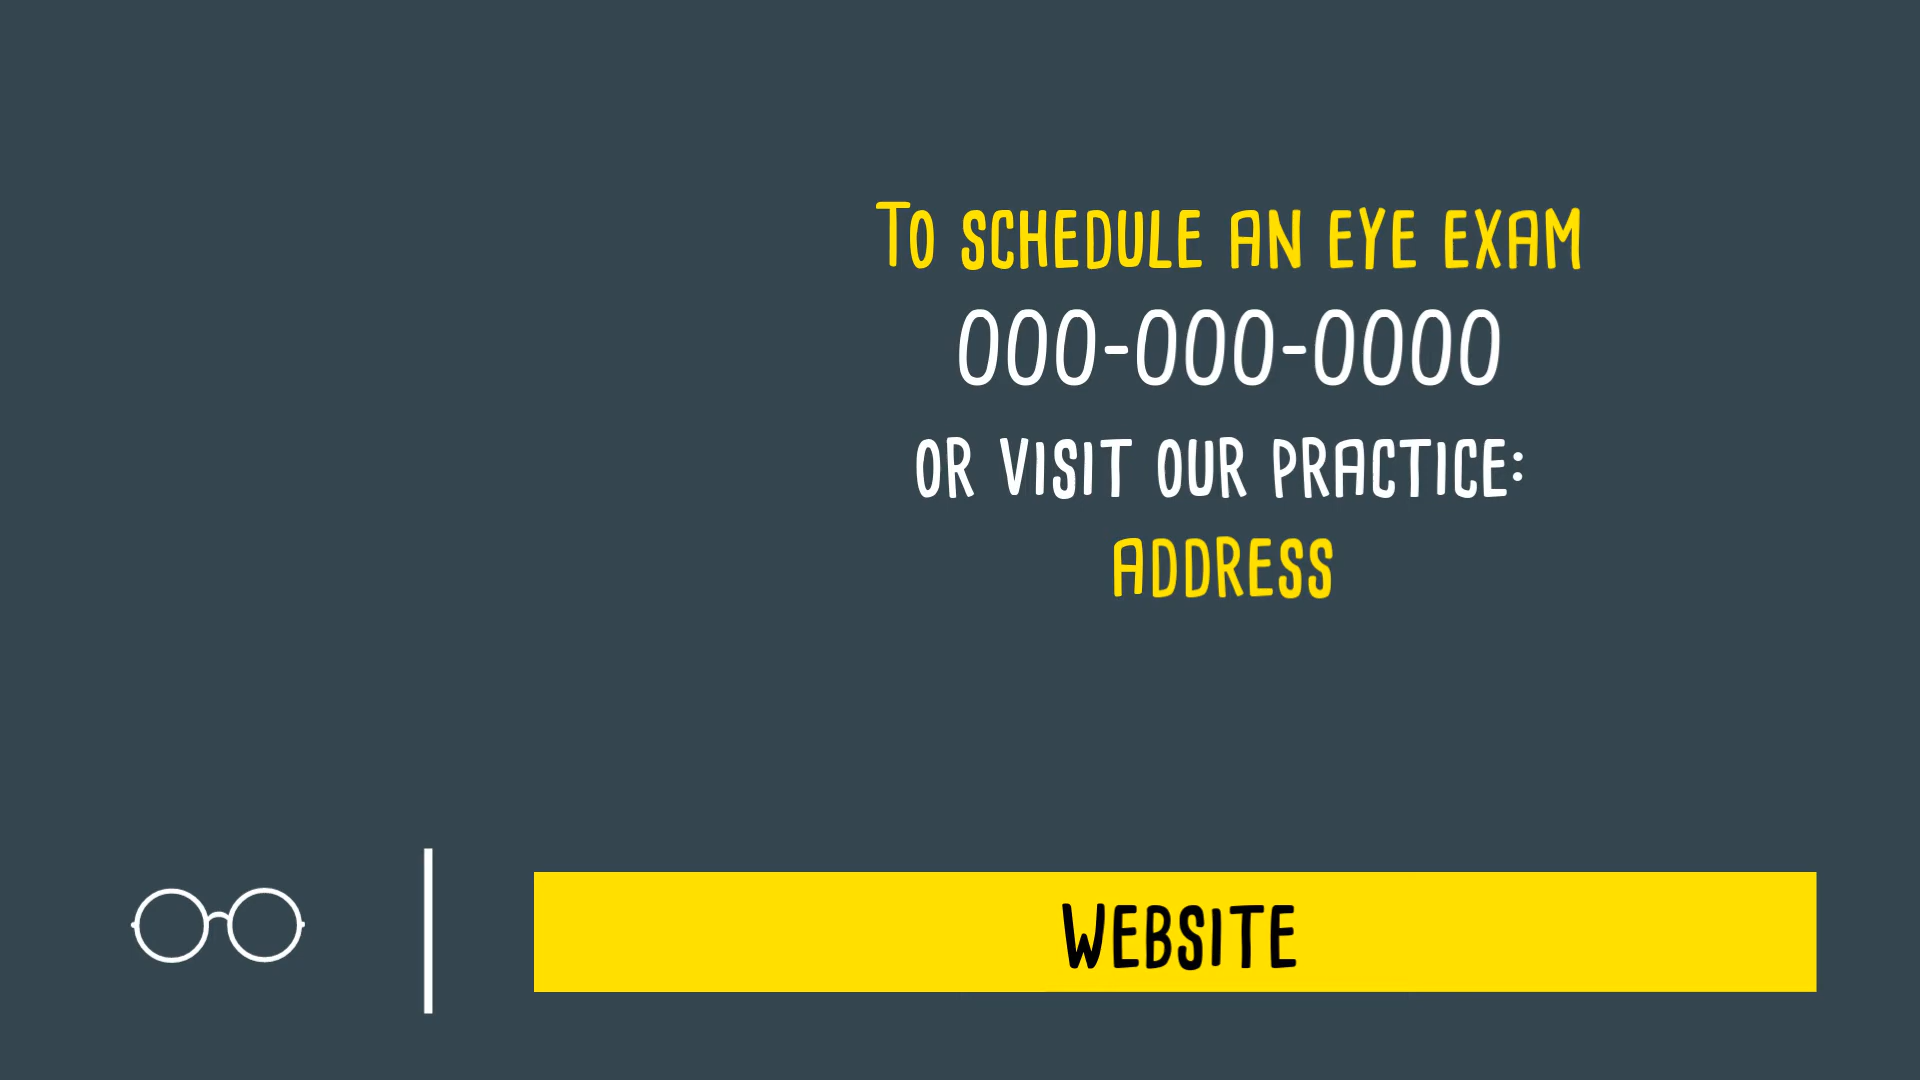 To schedule an eye exam
000-000-0000
or visit our practice:
Address
Website